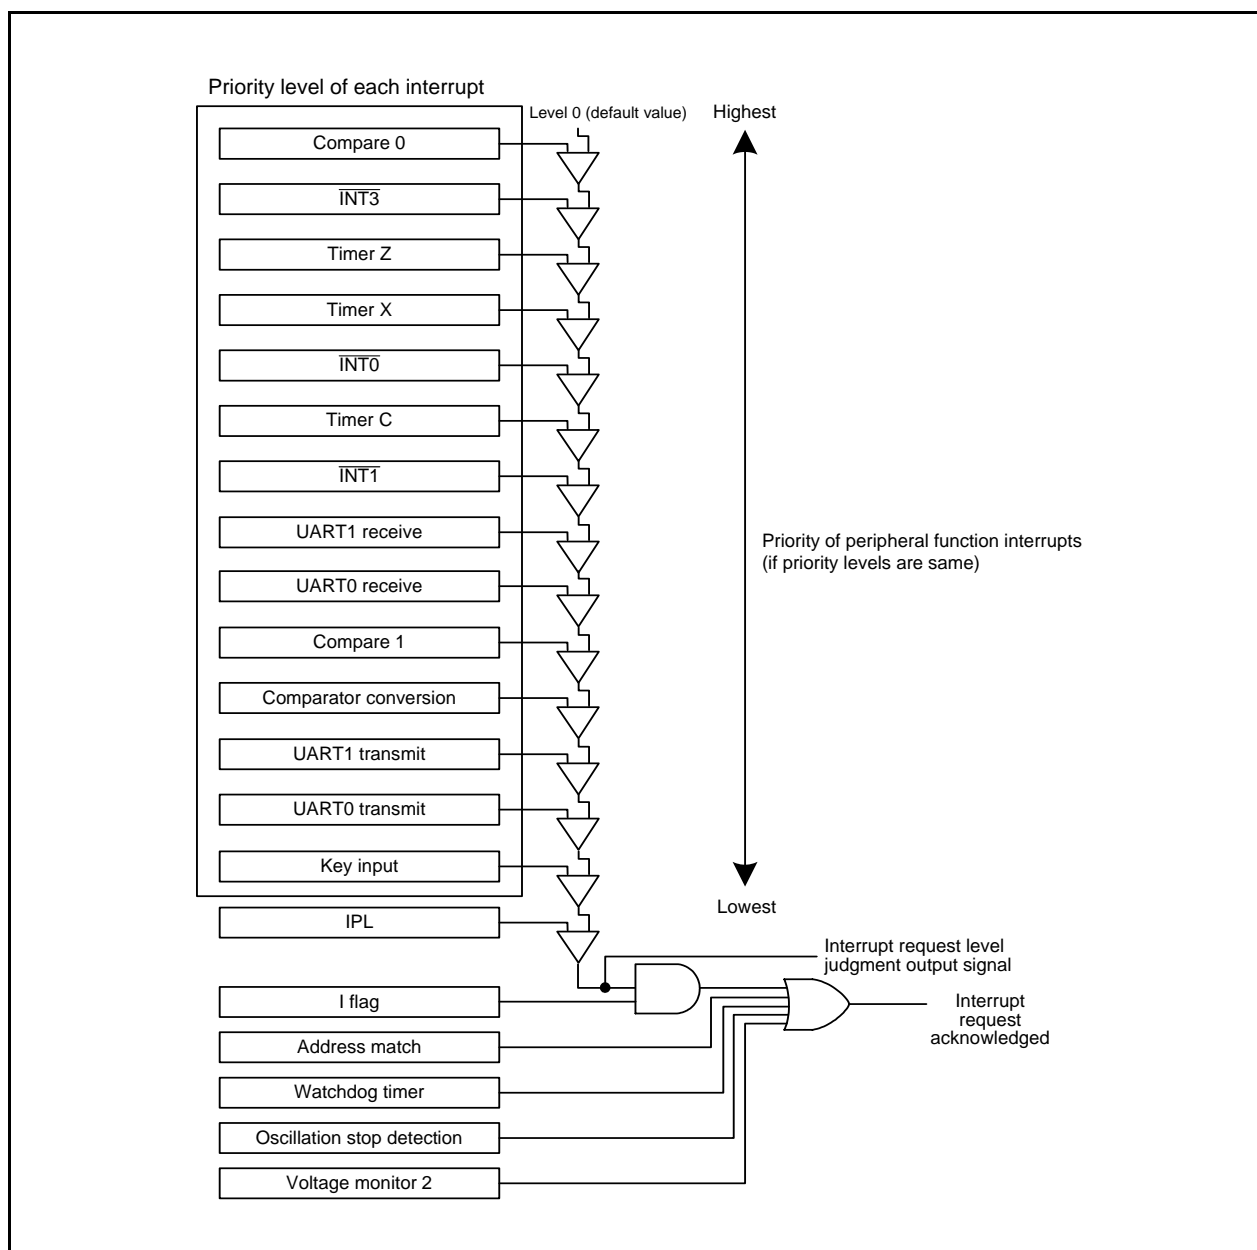 Priority level of each interrupt
Level 0 (default value)
Highest
Compare 0
INT3
Timer Z
Timer X
INT0
Timer C
INT1
UART1 receive
Priority of peripheral function interrupts
(if priority levels are same)
UART0 receive
Compare 1
Comparator conversion
UART1 transmit
UART0 transmit
Key input
Lowest
IPL
Interrupt request level
judgment output signal
I flag
Interrupt
request
acknowledged
Address match
Watchdog timer
Oscillation stop detection
Voltage monitor 2